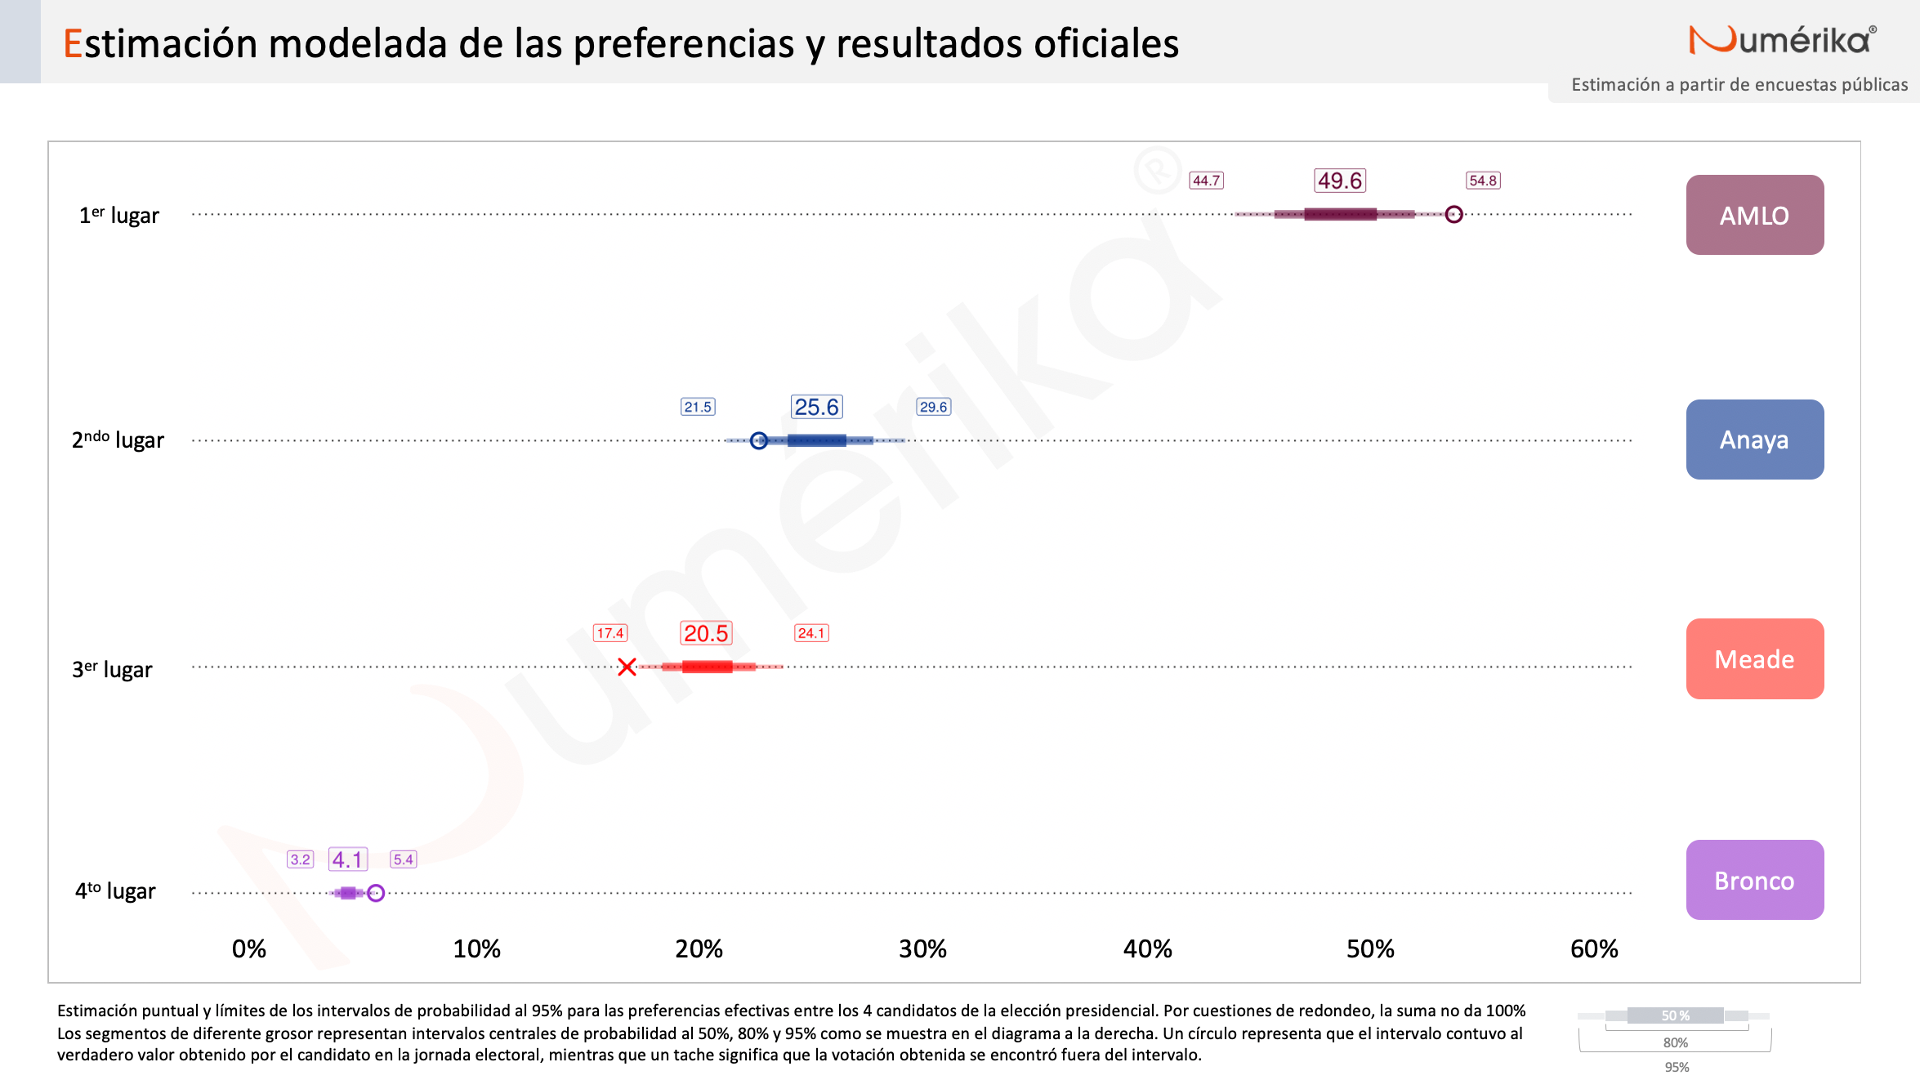 Estimación modelada de las preferencias y resultados oficiales
Numérika®
Estimación a partir de encuestas públicas
Numérika®
1er lugar
44.7 49.6 54.8
AMLO
2ndo lugar
21.5 25.6 29.6
Anaya
3er lugar
17.4 20.5 24.1
Meade
4to lugar
3.2 4.1 5.4
Bronco
0% 10% 20% 30% 40% 50% 60%
Estimación puntual y límites de los intervalos de probabilidad al 95% para las preferencias efectivas entre los 4 candidatos de la elección presidencial. Por cuestiones de redondeo, la suma no da 100%
Los segmentos de diferente grosor representan intervalos centrales de probabilidad al 50%, 80% y 95% como se muestra en el diagrama a la derecha. Un círculo representa que el intervalo contuvo al
verdadero valor obtenido por el candidato en la jornada electoral, mientras que un tache significa que la votación obtenida se encontró fuera del intervalo.
50 %
80%
95%